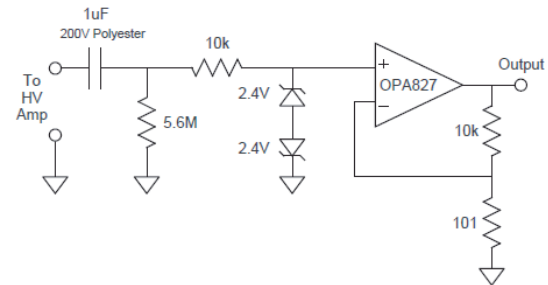 1uF
200V Polyester
10k
Output
To
HV
Amp
+
OPA827
−
2.4V
5.6M
10k
2.4V
101